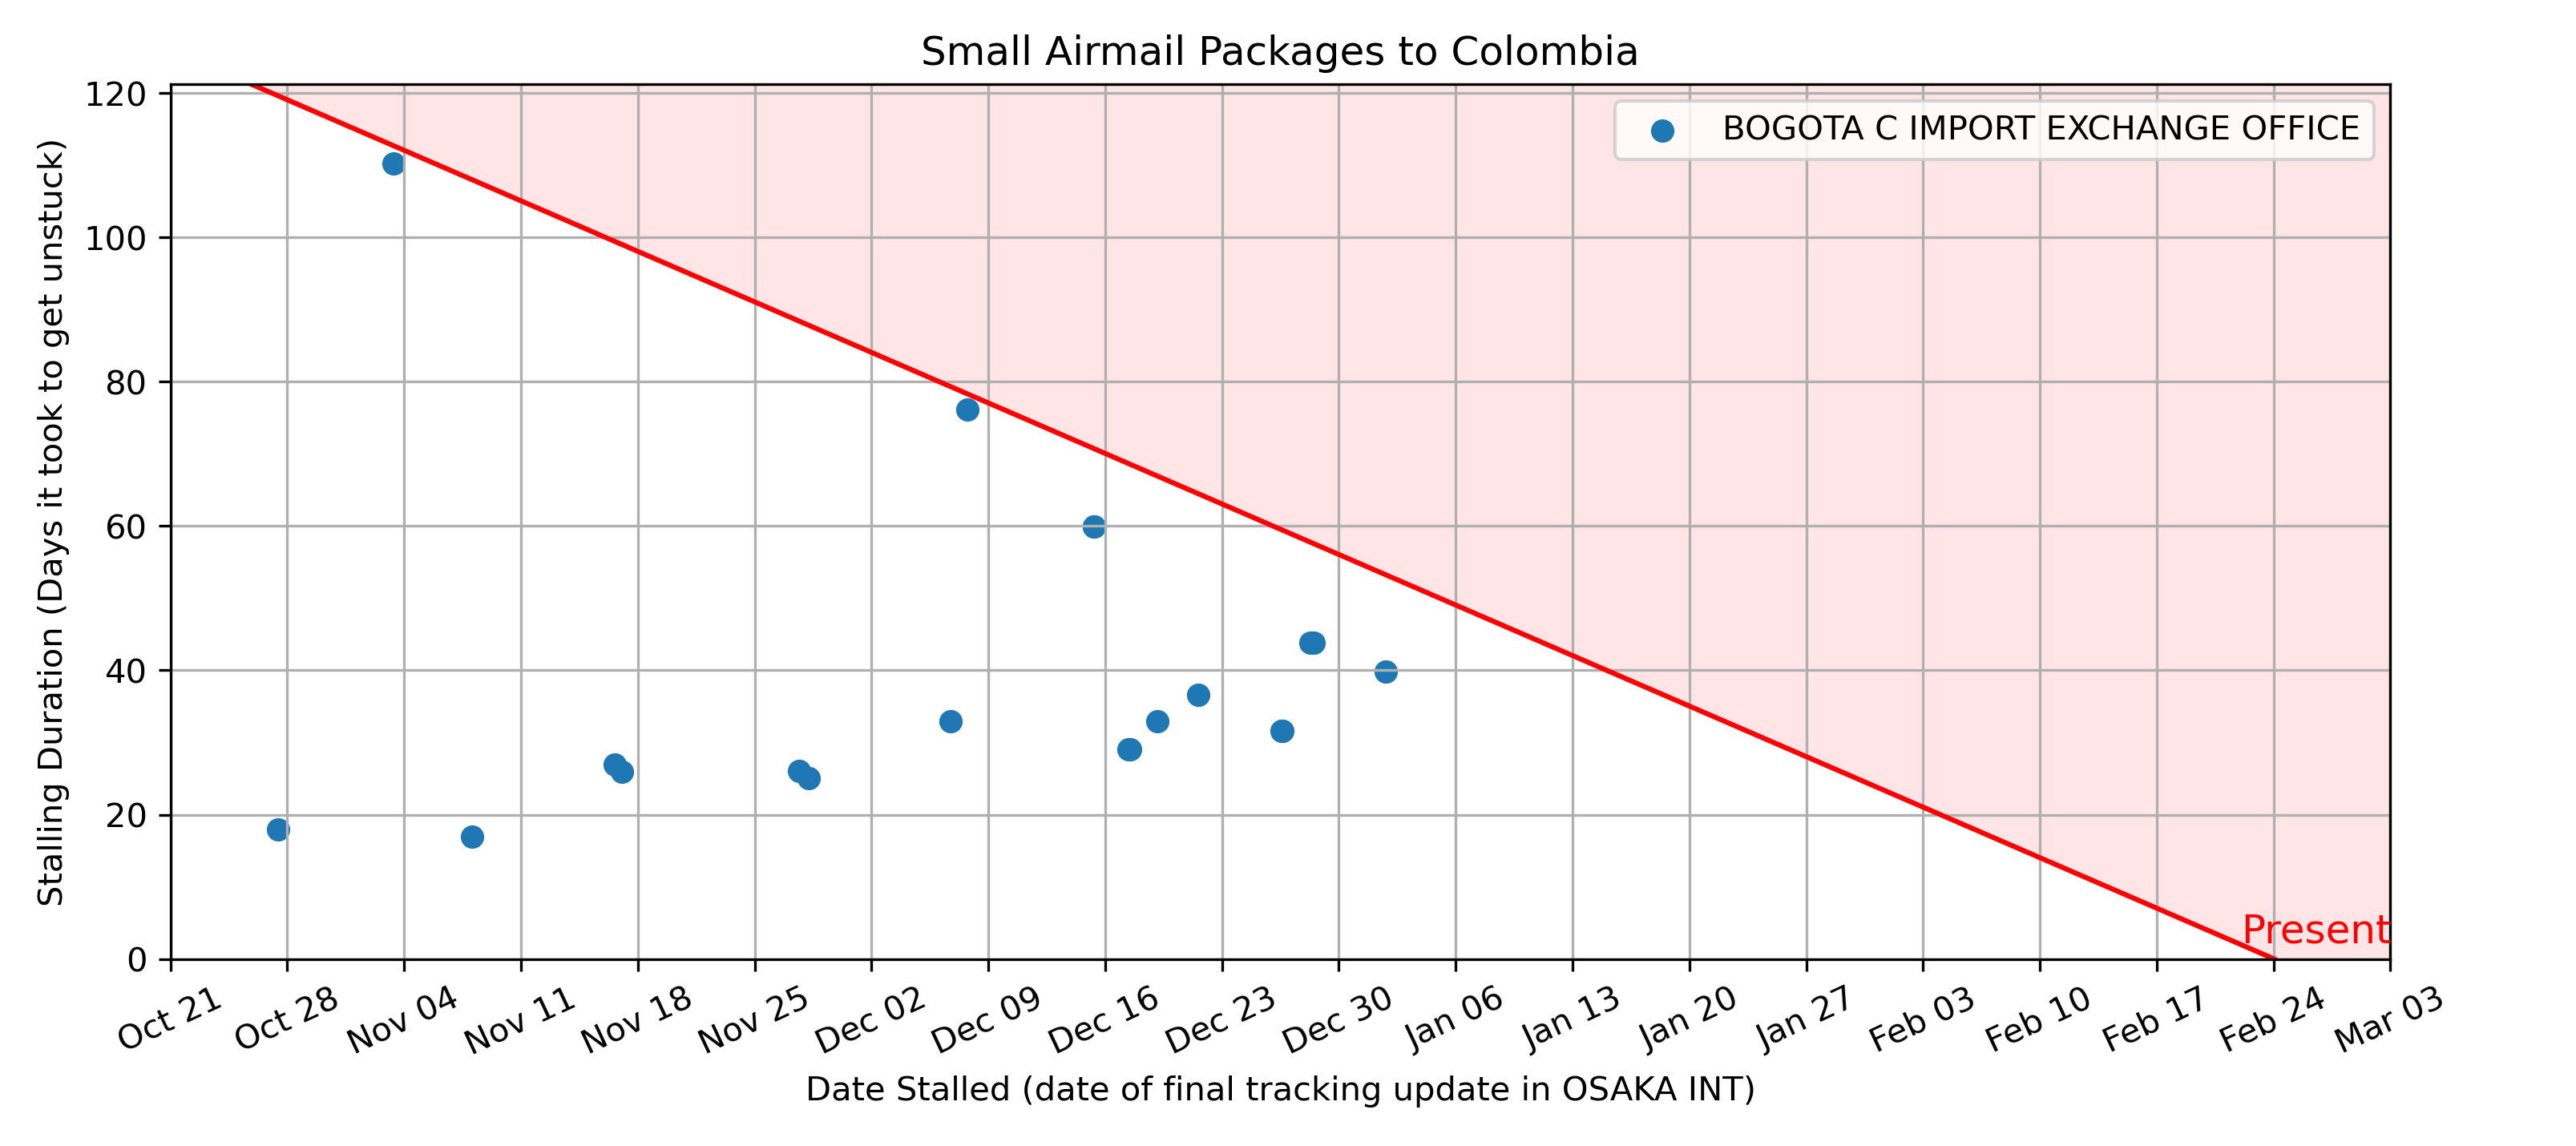 Small Airmail Packages to Colombia
BOGOTA C IMPORT EXCHANGE OFFICE
120
100
80
60
40
20
0
Stalling Duration (Days it took to get unstuck)
Present
Oct 21
Oct 28
Nov 04
Nov 11
Nov 18
Nov 25
Dec 02
Dec 09
Dec 16
Dec 23
Dec 30
Jan 06
Jan 13
Jan 20
Jan 27
Feb 03
Feb 10
Feb 17
Feb 24
Mar 03
Date Stalled (date of final tracking update in OSAKA INT)